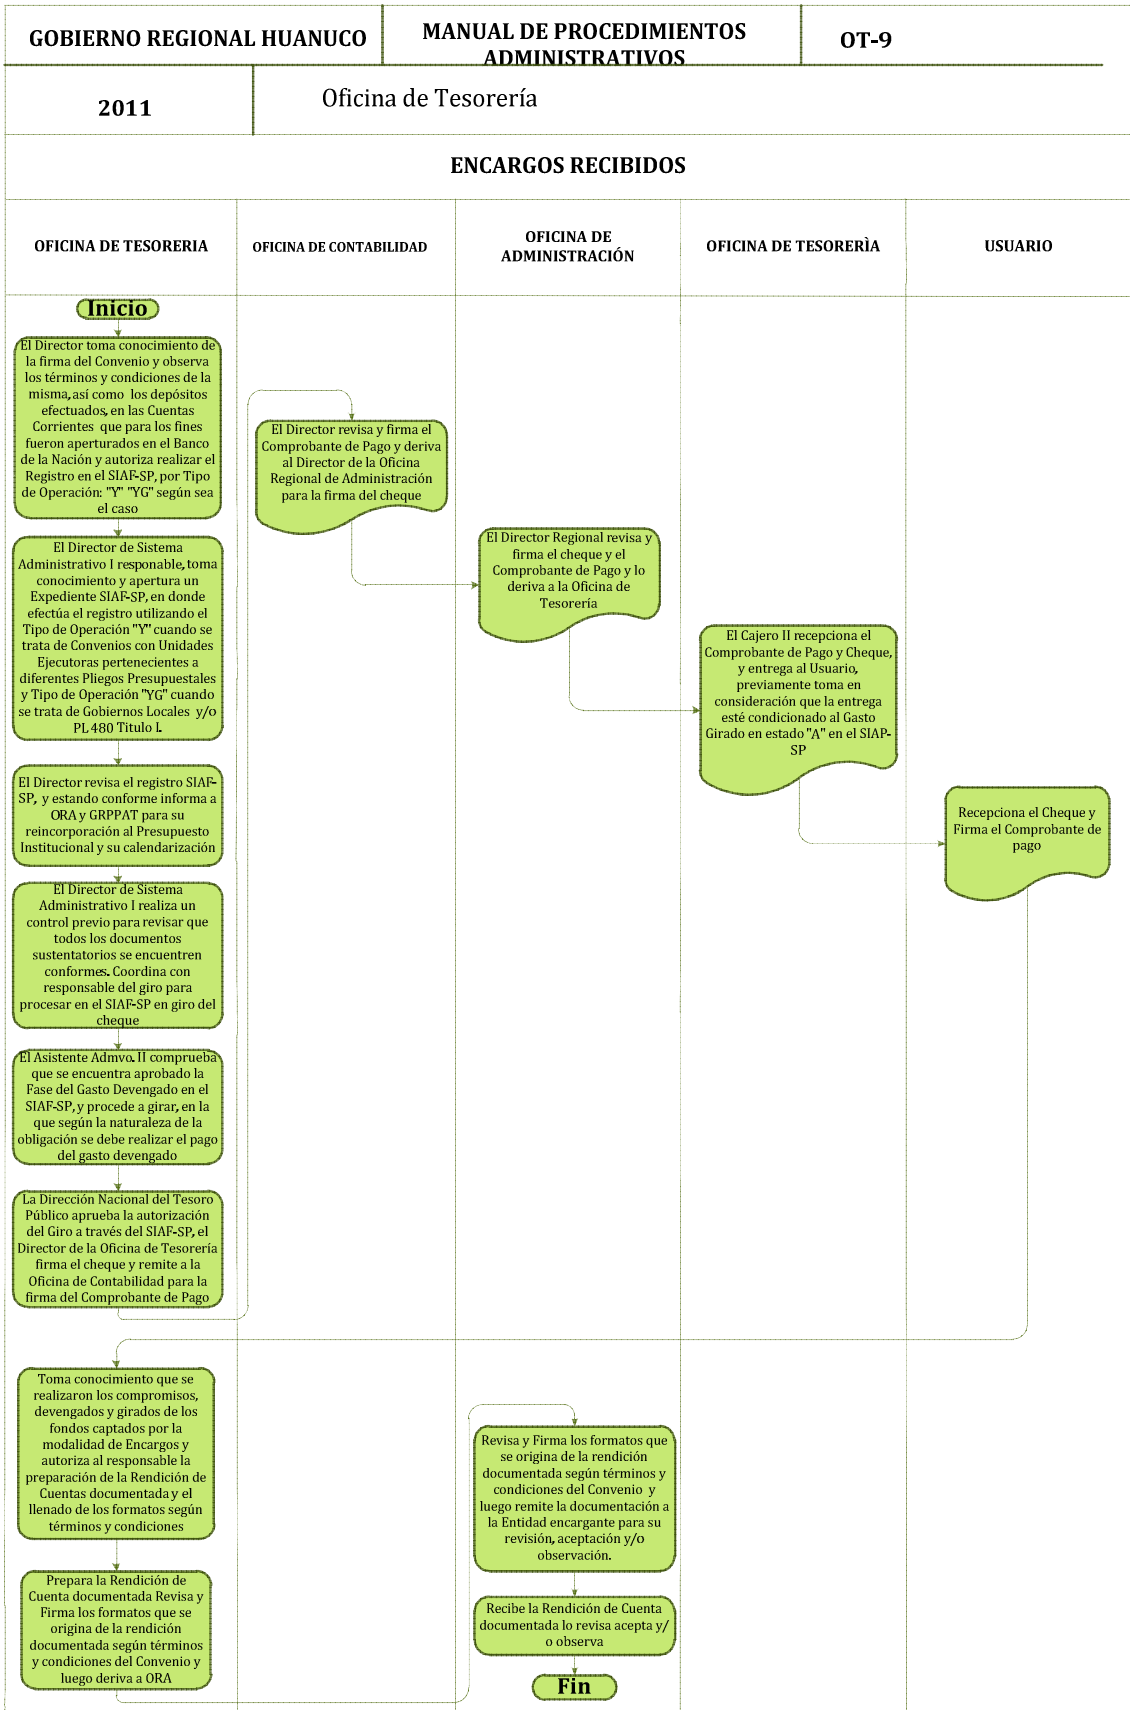 GOBIERNO REGIONAL HUANUCO
MANUAL DE PROCEDIMIENTOS
ADMINISTRATIVOS
OT-9
2011
Oficina de Tesorería
ENCARGOS RECIBIDOS
OFICINA DE TESORERIA
OFICINA DE CONTABILIDAD
OFICINA DE
ADMINISTRACIÓN
OFICINA DE TESORERÌA
USUARIO
Inicio
El Director toma conocimiento de
la firma del Convenio y observa
los términos y condiciones de la
misma, así como los depósitos
efectuados, en las Cuentas
Corrientes que para los fines
fueron aperturados en el Banco
de la Nación y autoriza realizar el
Registro en el SIAF-SP, por Tipo
de Operación: "Y" "YG" según sea
el caso
El Director de Sistema
Administrativo I responable, toma
conocimiento y apertura un
Expediente SIAF-SP, en donde
efectúa el registro utilizando el
Tipo de Operación "Y" cuando se
trata de Convenios con Unidades
Ejecutoras pertenecientes a
diferentes Pliegos Presupuestales
y Tipo de Operación "YG" cuando
se trata de Gobiernos Locales y/o
PL 480 Titulo I.
El Director revisa el registro SIAF-
SP, y estando conforme informa a
ORA y GRPPAT para su
reincorporación al Presupuesto
Institucional y su calendarización
El Director de Sistema
Administrativo I realiza un
control previo para revisar que
todos los documentos
sustentatorios se encuentren
conformes. Coordina con
responsable del giro para
procesar en el SIAF-SP en giro del
cheque
El Asistente Admvo. II comprueba
que se encuentra aprobado la
Fase del Gasto Devengado en el
SIAF-SP, y procede a girar, en la
que según la naturaleza de la
obligación se debe realizar el pago
del gasto devengado
La Dirección Nacional del Tesoro
Público aprueba la autorización
del Giro a través del SIAF-SP, el
Director de la Oficina de Tesorería
firma el cheque y remite a la
Oficina de Contabilidad para la
firma del Comprobante de Pago
El Director revisa y firma el
Comprobante de Pago y deriva
al Director de la Oficina
Regional de Administración
para la firma del cheque
El Director Regional revisa y
firma el cheque y el
Comprobante de Pago y lo
deriva a la Oficina de
Tesorería
El Cajero II recepciona el
Comprobante de Pago y Cheque,
y entrega al Usuario,
previamente toma en
consideración que la entrega
esté condicionado al Gasto
Girado en estado "A" en el SIAP-
SP
Recepciona el Cheque y
Firma el Comprobante de
pago
Toma conocimiento que se
realizaron los compromisos,
devengados y girados de los
fondos captados por la
modalidad de Encargos y
autoriza al responsable la
preparación de la Rendición de
Cuentas documentada y el
llenado de los formatos según
términos y condiciones
Prepara la Rendición de
Cuenta documentada Revisa y
Firma los formatos que se
origina de la rendición
documentada según términos
y condiciones del Convenio y
luego deriva a ORA
Revisa y Firma los formatos que
se origina de la rendición
documentada según términos y
condiciones del Convenio y
luego remite la documentación a
la Entidad encargante para su
revisión, aceptación y/o
observación.
Recibe la Rendición de Cuenta
documentada lo revisa acepta y/
o observa
Fin